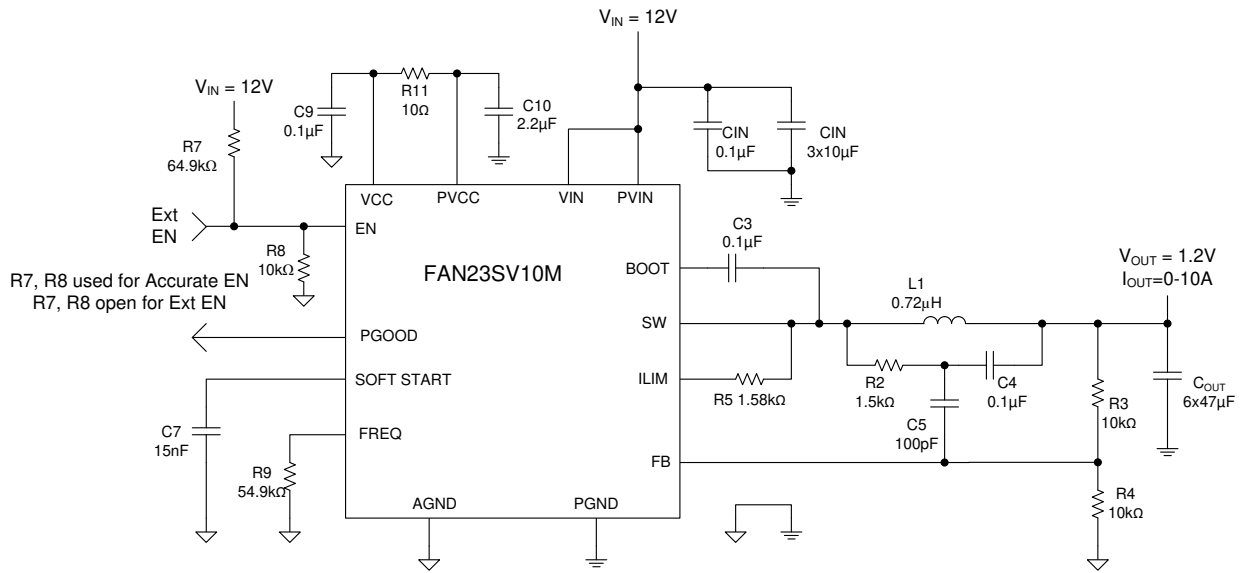 V_IN = 12V
V_IN = 12V
R11
10Ω
C9
0.1µF
C10
2.2µF
CIN
0.1µF
CIN
3x10µF
R7
64.9kΩ
VCC
PVCC
VIN
PVIN
Ext
EN
EN
R8
10kΩ
C3
0.1µF
R7, R8 used for Accurate EN
R7, R8 open for Ext EN
FAN23SV10M
BOOT
V_OUT = 1.2V
I_OUT=0-10A
L1
0.72µH
PGOOD
SW
SOFT START
ILIM
R5 1.58kΩ
R2
1.5kΩ
C4
0.1µF
C5
100pF
R3
10kΩ
C_OUT
6x47µF
C7
15nF
FREQ
R9
54.9kΩ
FB
R4
10kΩ
AGND
PGND